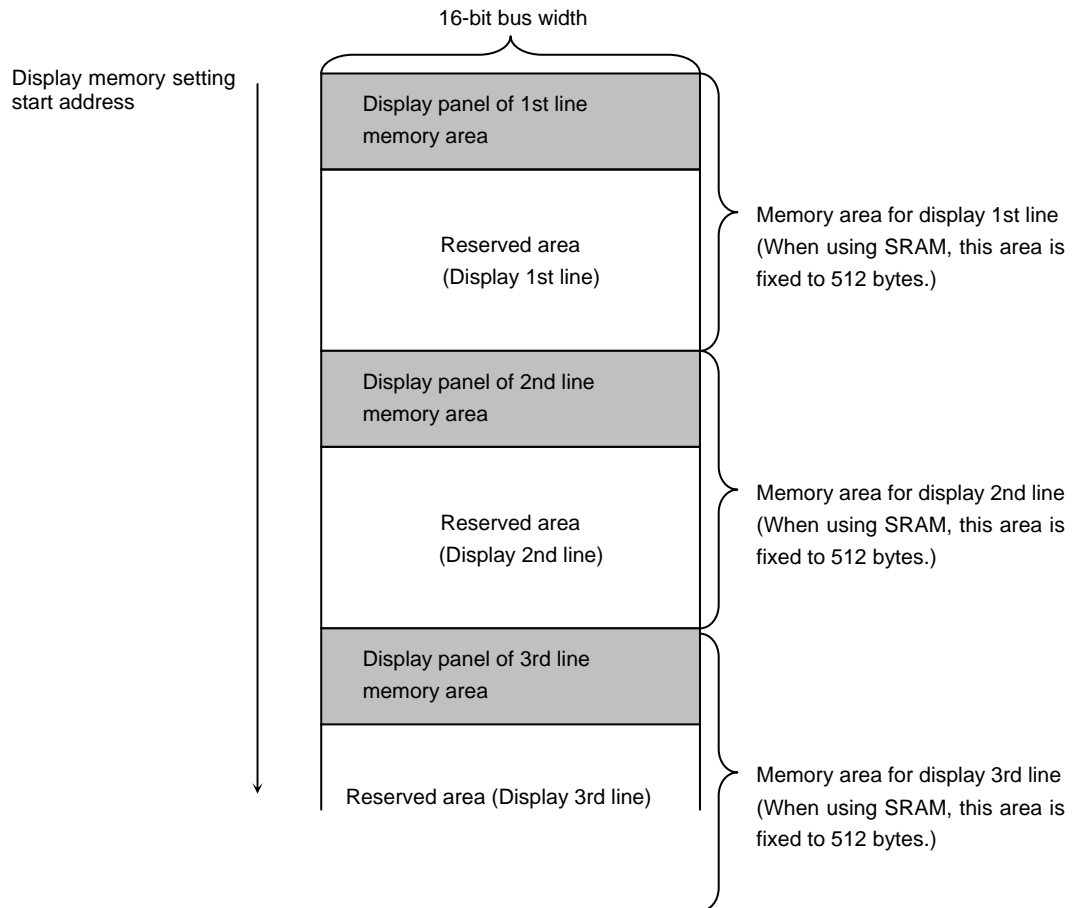 16-bit bus width
Display memory setting
start address
Display panel of 1st line
memory area
Reserved area
(Display 1st line)
Memory area for display 1st line
(When using SRAM, this area is
fixed to 512 bytes.)
Display panel of 2nd line
memory area
Reserved area
(Display 2nd line)
Memory area for display 2nd line
(When using SRAM, this area is
fixed to 512 bytes.)
Display panel of 3rd line
memory area
Reserved area (Display 3rd line)
Memory area for display 3rd line
(When using SRAM, this area is
fixed to 512 bytes.)